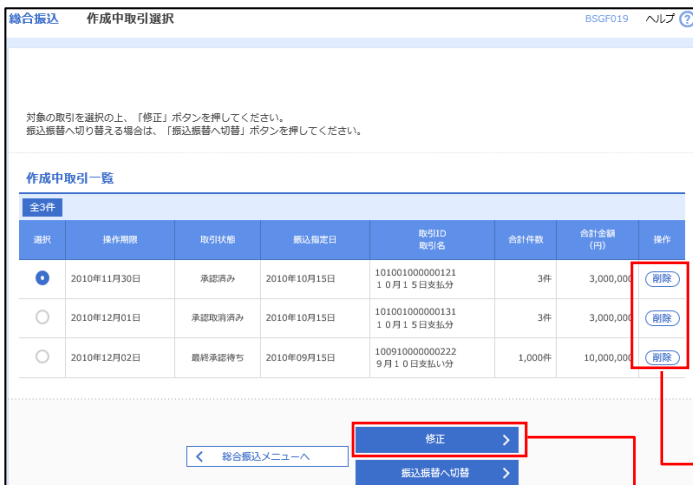 総合振込 作成中取引選択 BSGF019 ヘルプ ?
対象の取引を選択の上、「修正」ボタンを押してください。
振込振替へ切り替える場合は、「振込振替へ切替」ボタンを押してください。
作成中取引一覧
全3件
選択 操作期限 取引状態 振込指定日 取引ID 取引名 合計件数 合計金額 (円) 操作
2010年11月30日 承認済み 2010年10月15日 101001000000121 3件 3,000,000 削除
１０月１５日支払分
2010年12月01日 承認取消済み 2010年10月15日 101001000000131 3件 3,000,000 削除
１０月１５日支払分
2010年12月02日 最終承認待ち 2010年09月15日 100910000000222 1,000件 10,000,000 削除
９月１０日支払い分
修正
総合振込メニューへ
振込振替へ切替